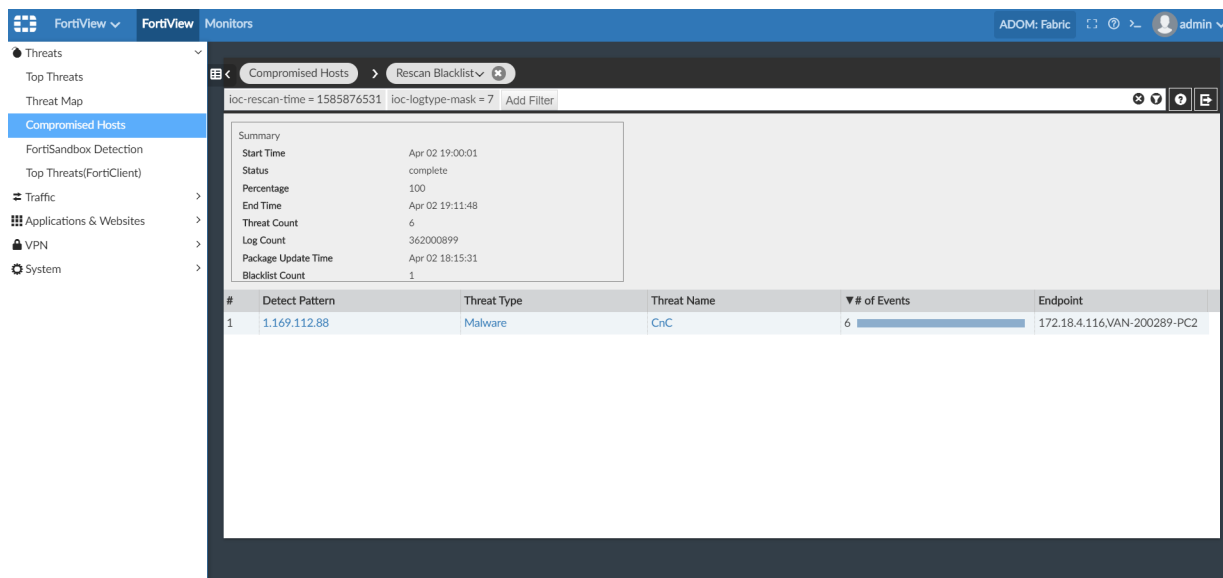 FortiView FortiView Monitors ADOM: Fabric admin
Threats
Top Threats
Threat Map
Compromised Hosts
FortiSandbox Detection
Top Threats(FortiClient)
Traffic
Applications & Websites
VPN
System
Compromised Hosts > Rescan Blacklist
ioc-rescan-time = 1585876531 ioc-logtype-mask = 7 Add Filter
Summary
Start Time Apr 02 19:00:01
Status complete
Percentage 100
End Time Apr 02 19:11:48
Threat Count 6
Log Count 362000899
Package Update Time Apr 02 18:15:31
Blacklist Count 1
# Detect Pattern Threat Type Threat Name ▼# of Events Endpoint
1 1.169.112.88 Malware CnC 6 172.18.4.116,VAN-200289-PC2